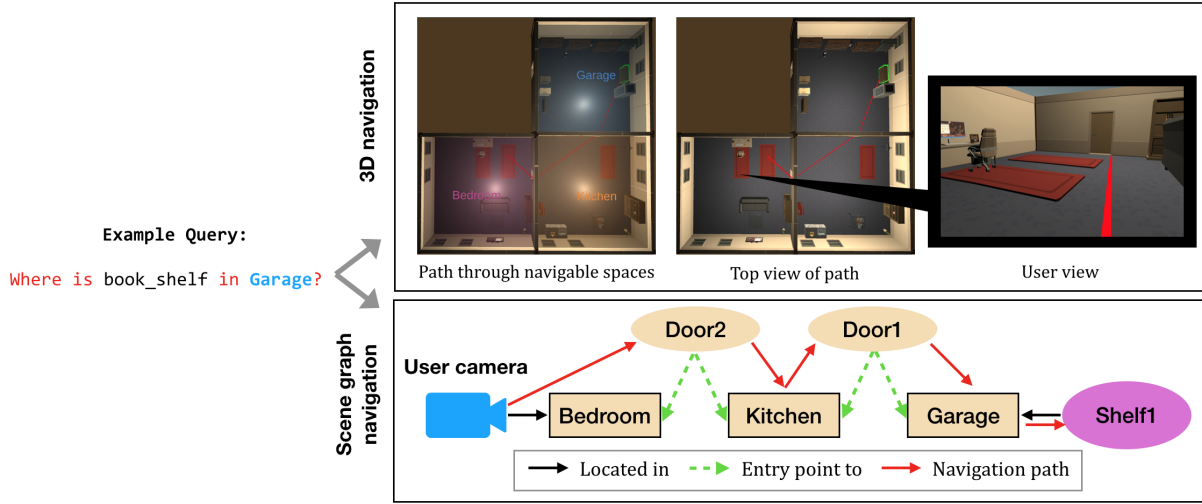 Example Query:
Where is book_shelf in Garage?
3D navigation
Garage
Bedroom
Kitchen
Path through navigable spaces
Top view of path
User view
Scene graph
navigation
User camera
Door2
Door1
Bedroom
Kitchen
Garage
Shelf1
Located in
Entry point to
Navigation path